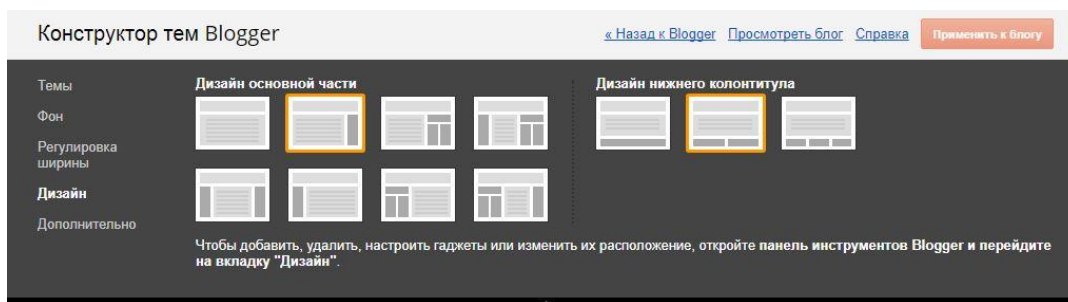 Конструктор тем Blogger
« Назад к Blogger Просмотреть блог Справка Применить к блогу
Темы
Фон
Регулировка
ширины
Дизайн
Дополнительно
Дизайн основной части
Дизайн нижнего колонтитула
Чтобы добавить, удалить, настроить гаджеты или изменить их расположение, откройте панель инструментов Blogger и перейдите
на вкладку "Дизайн".